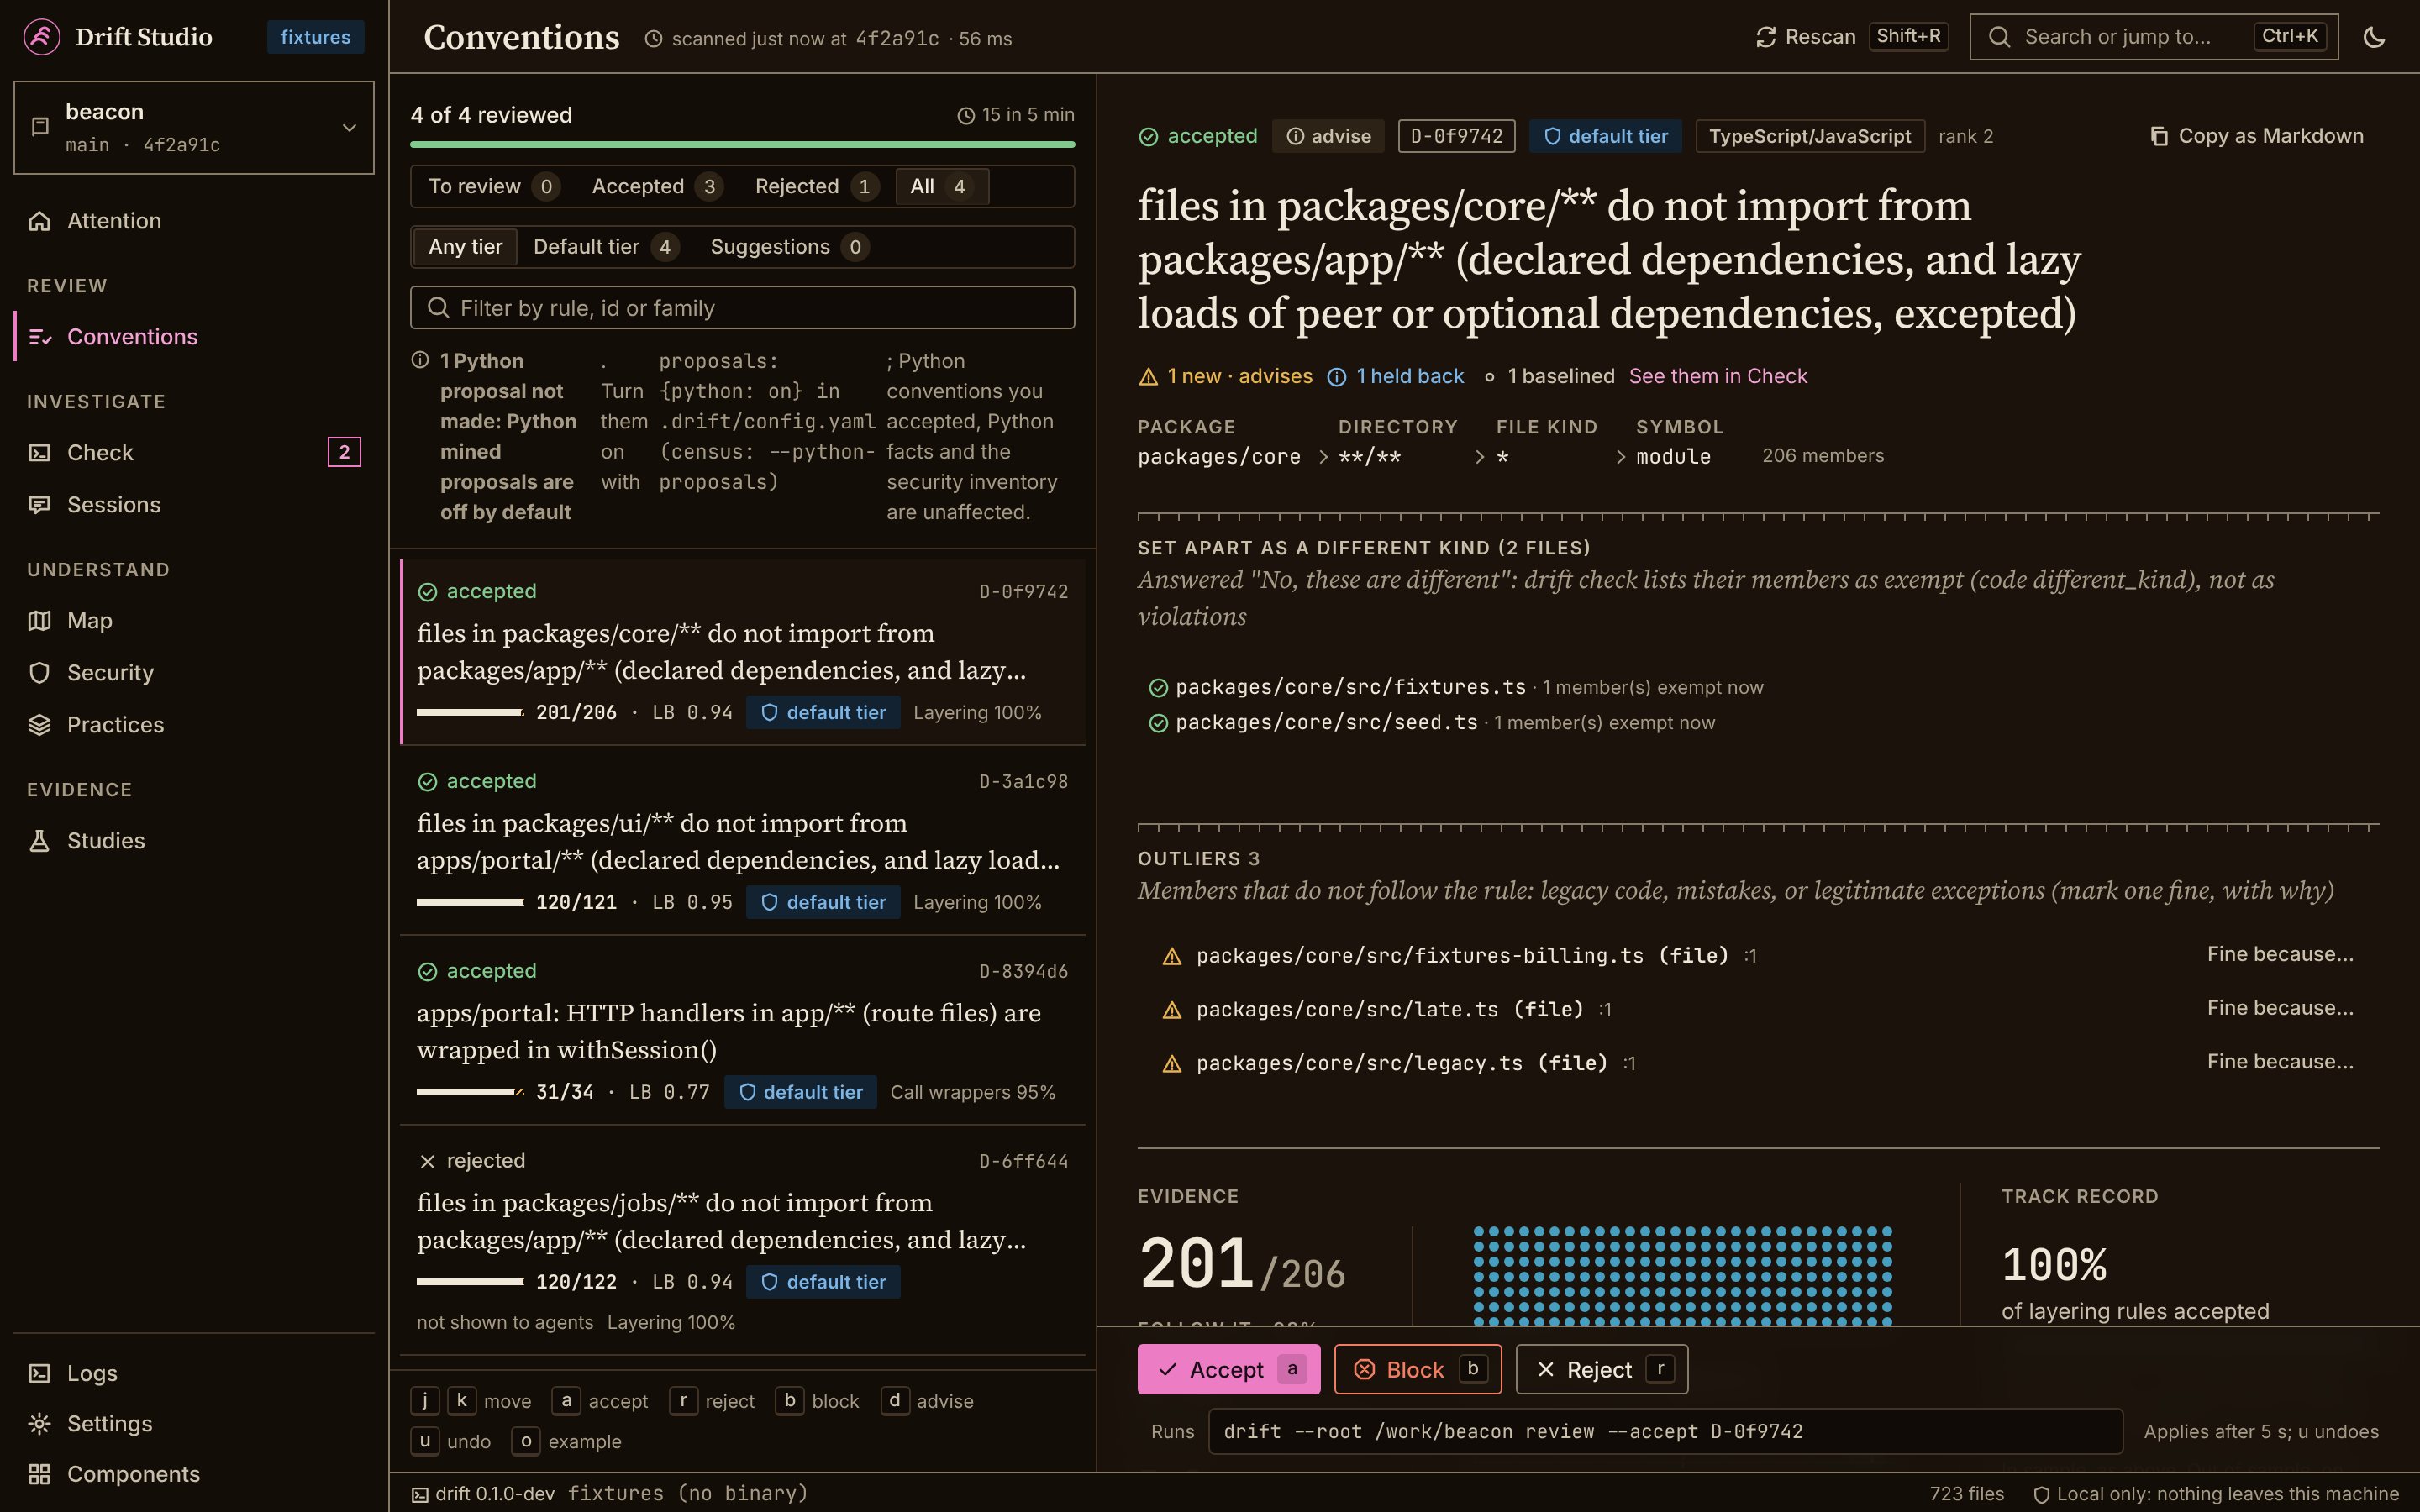 Drift Studio
fixtures
beacon
main · 4f2a91c
Attention
REVIEW
Conventions
INVESTIGATE
Check
2
Sessions
UNDERSTAND
Map
Security
Practices
EVIDENCE
Studies
Logs
Settings
Components
Conventions
scanned just now at 4f2a91c · 56 ms
Rescan Shift+R
Search or jump to... Ctrl+K
4 of 4 reviewed
15 in 5 min
To review 0 Accepted 3 Rejected 1 All 4
Any tier Default tier 4 Suggestions 0
Filter by rule, id or family
1 Python
proposal not
made: Python
mined
proposals are
off by default
.
Turn
them
on
with
proposals:
{python: on} in
.drift/config.yaml
(census: --python-
proposals)
; Python
conventions you
accepted, Python
facts and the
security inventory
are unaffected.
accepted D-0f9742
files in packages/core/** do not import from
packages/app/** (declared dependencies, and lazy...
201/206 · LB 0.94 default tier Layering 100%
accepted D-3a1c98
files in packages/ui/** do not import from
apps/portal/** (declared dependencies, and lazy load...
120/121 · LB 0.95 default tier Layering 100%
accepted D-8394d6
apps/portal: HTTP handlers in app/** (route files) are
wrapped in withSession()
31/34 · LB 0.77 default tier Call wrappers 95%
rejected D-6ff644
files in packages/jobs/** do not import from
packages/app/** (declared dependencies, and lazy...
120/122 · LB 0.94 default tier
not shown to agents Layering 100%
j k move a accept r reject b block d advise
u undo o example
accepted advise D-0f9742 default tier TypeScript/JavaScript rank 2
Copy as Markdown
files in packages/core/** do not import from
packages/app/** (declared dependencies, and lazy
loads of peer or optional dependencies, excepted)
1 new · advises 1 held back 1 baselined See them in Check
PACKAGE DIRECTORY FILE KIND SYMBOL
packages/core > **/** > * > module 206 members
SET APART AS A DIFFERENT KIND (2 FILES)
Answered "No, these are different": drift check lists their members as exempt (code different_kind), not as
violations
packages/core/src/fixtures.ts · 1 member(s) exempt now
packages/core/src/seed.ts · 1 member(s) exempt now
OUTLIERS 3
Members that do not follow the rule: legacy code, mistakes, or legitimate exceptions (mark one fine, with why)
packages/core/src/fixtures-billing.ts (file) :1 Fine because...
packages/core/src/late.ts (file) :1 Fine because...
packages/core/src/legacy.ts (file) :1 Fine because...
EVIDENCE
201/206
TRACK RECORD
100%
of layering rules accepted
Accept a Block b Reject r
Runs drift --root /work/beacon review --accept D-0f9742 Applies after 5 s; u undoes
drift 0.1.0-dev fixtures (no binary)
723 files Local only: nothing leaves this machine